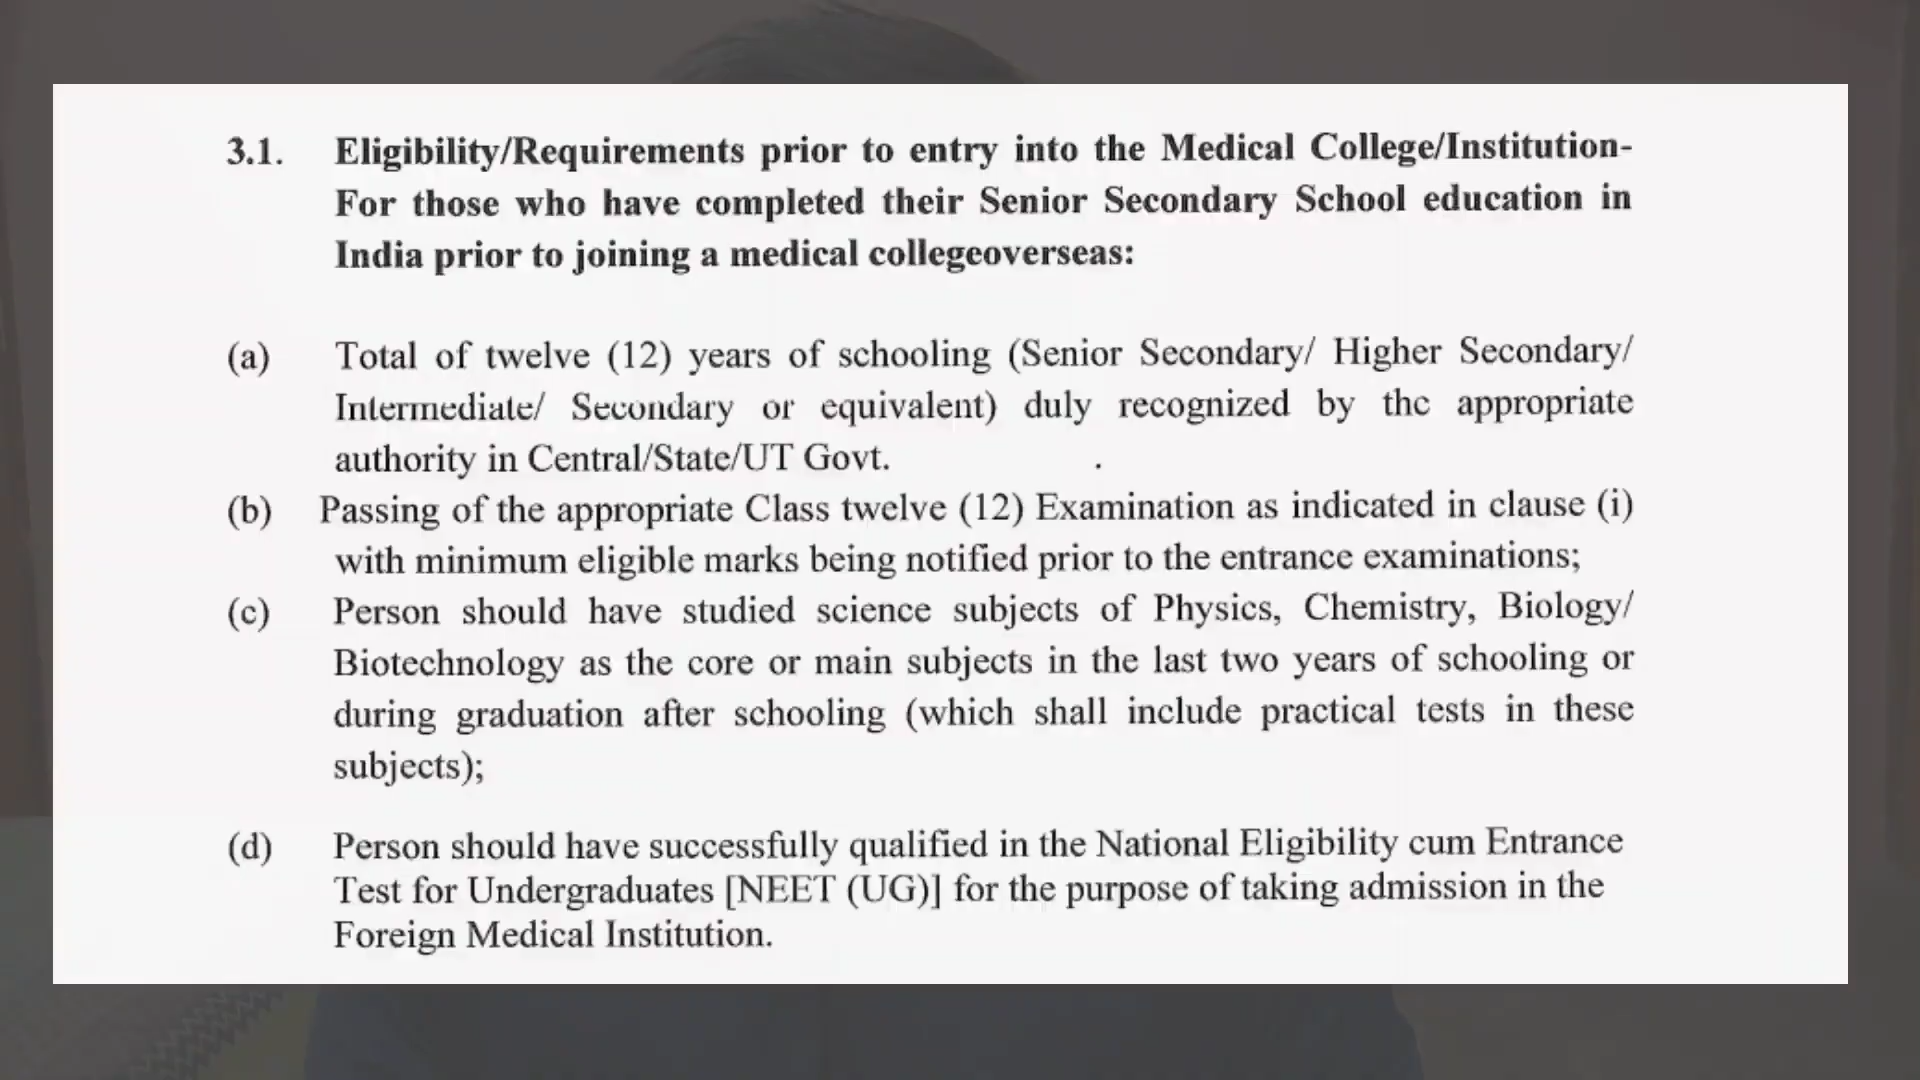 3.1. Eligibility/Requirements prior to entry into the Medical College/Institution-
For those who have completed their Senior Secondary School education in
India prior to joining a medical collegeoverseas:
(a) Total of twelve (12) years of schooling (Senior Secondary/ Higher Secondary/
Intermediate/ Secondary or equivalent) duly recognized by the appropriate
authority in Central/State/UT Govt.
(b) Passing of the appropriate Class twelve (12) Examination as indicated in clause (i)
with minimum eligible marks being notified prior to the entrance examinations;
(c) Person should have studied science subjects of Physics, Chemistry, Biology/
Biotechnology as the core or main subjects in the last two years of schooling or
during graduation after schooling (which shall include practical tests in these
subjects);
(d) Person should have successfully qualified in the National Eligibility cum Entrance
Test for Undergraduates [NEET (UG)] for the purpose of taking admission in the
Foreign Medical Institution.